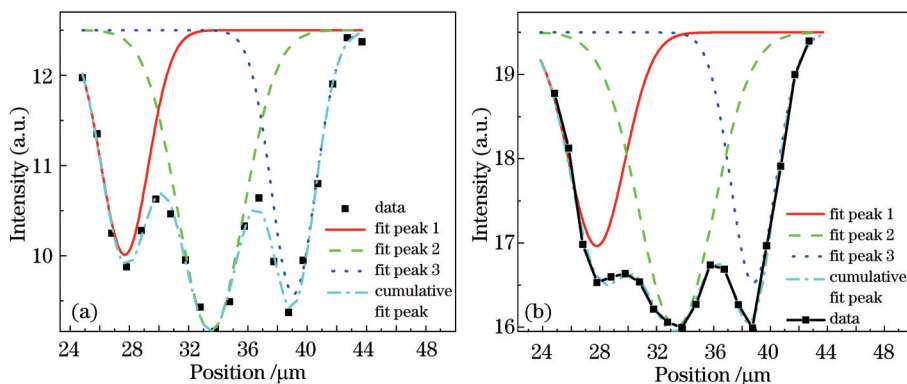 12
11
10
Intensity (a.u.)
(a)
data
fit peak 1
fit peak 2
fit peak 3
cumulative
fit peak
24 28 32 36 40 44 48
Position /μm
19
18
17
16
Intensity (a.u.)
(b)
fit peak 1
fit peak 2
fit peak 3
cumulative
fit peak
data
24 28 32 36 40 44 48
Position /μm